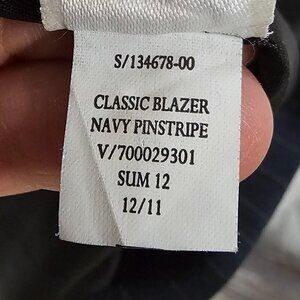 S/134678-00
CLASSIC BLAZER
NAVY PINSTRIPE
V/700029301
SUM 12
12/11